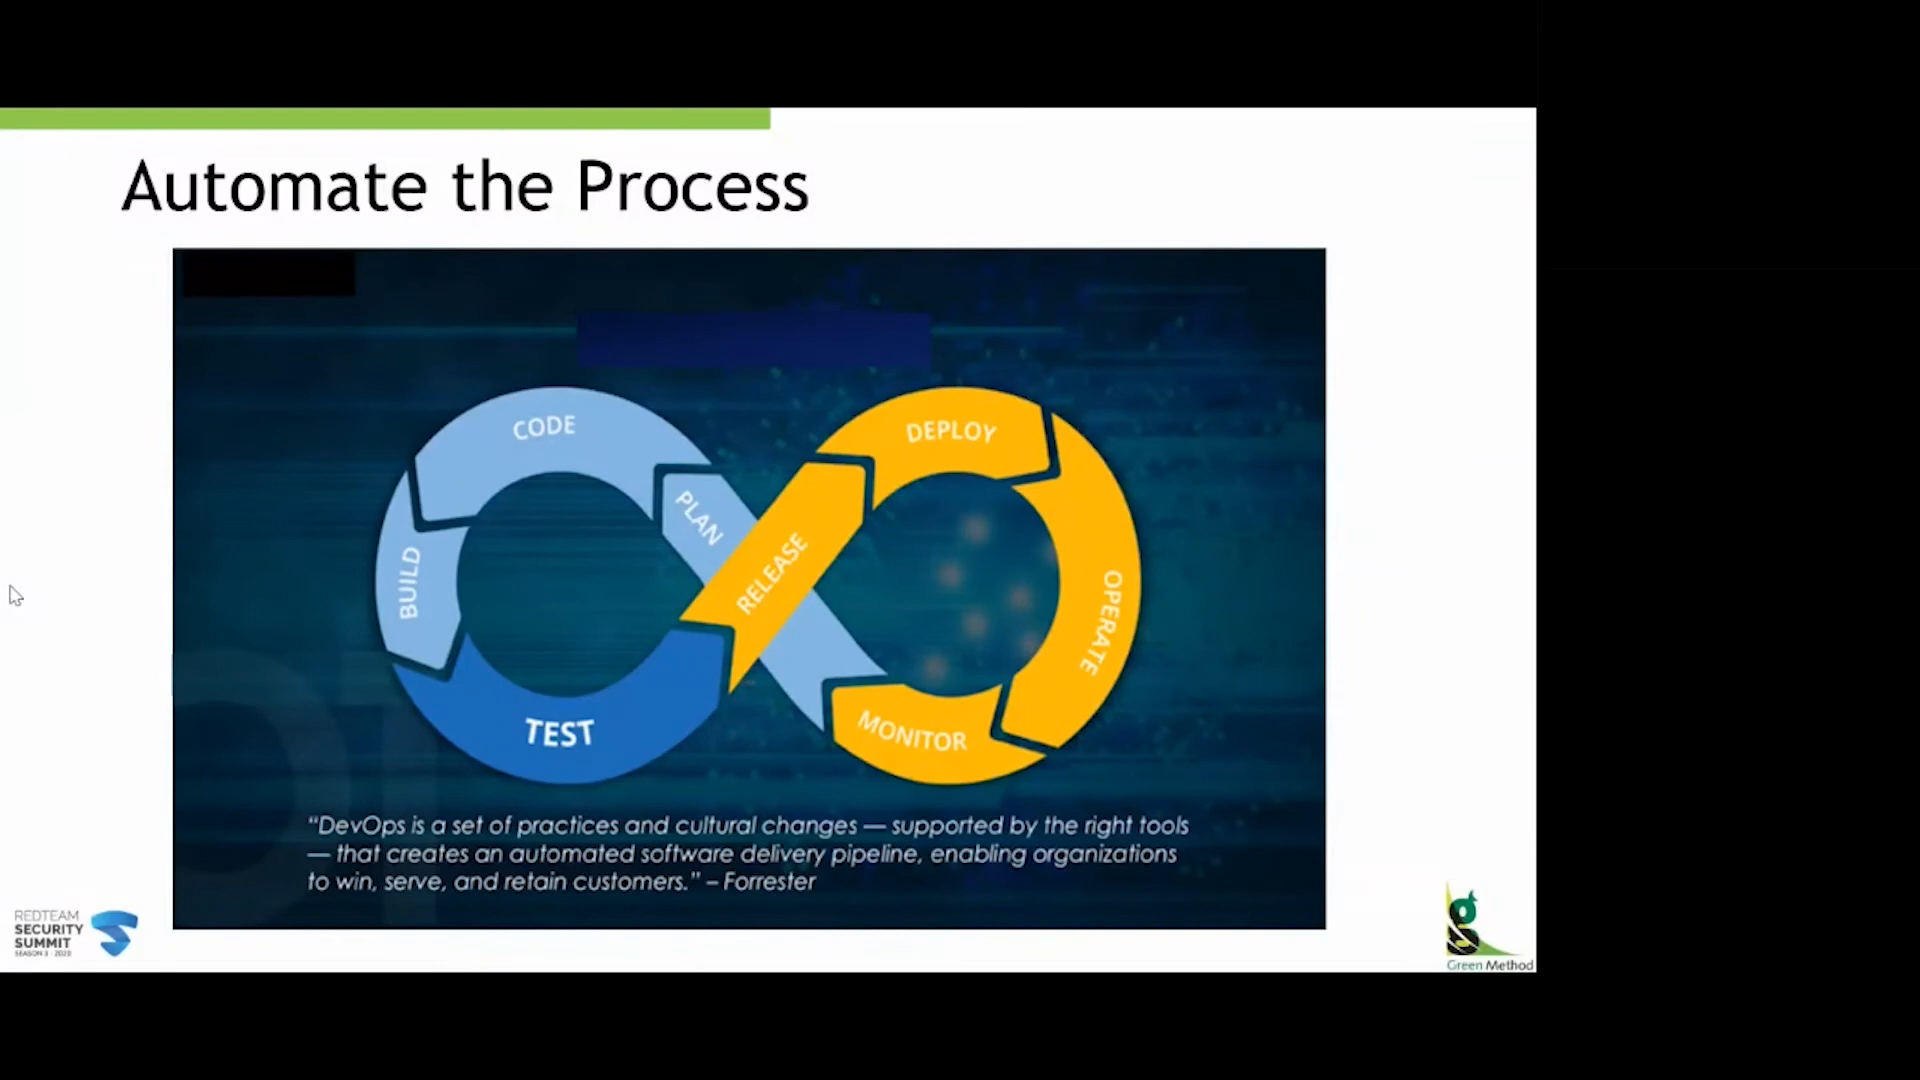 Automate the Process
CODE
DEPLOY
PLAN
RELEASE
BUILD
OPERATE
TEST
MONITOR
“DevOps is a set of practices and cultural changes — supported by the right tools
— that creates an automated software delivery pipeline, enabling organizations
to win, serve, and retain customers.” – Forrester
REDTEAM
SECURITY
SUMMIT
SEASON 3 | 2020
g
Green Method